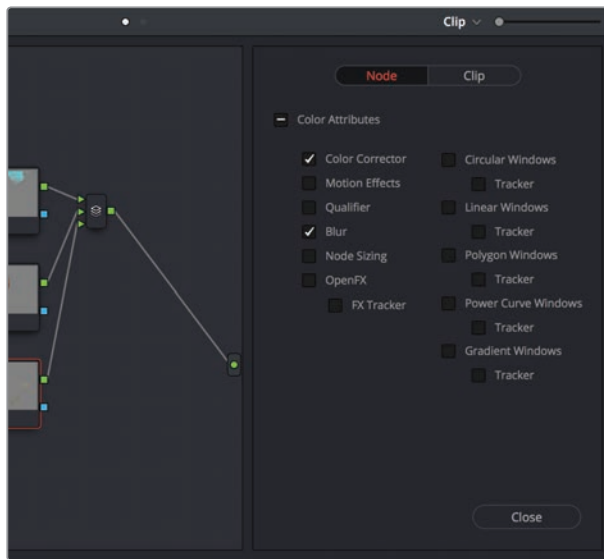 Clip
Node
Clip
Color Attributes
Color Corrector
Motion Effects
Qualifier
Blur
Node Sizing
OpenFX
FX Tracker
Circular Windows
Tracker
Linear Windows
Tracker
Polygon Windows
Tracker
Power Curve Windows
Tracker
Gradient Windows
Tracker
Close